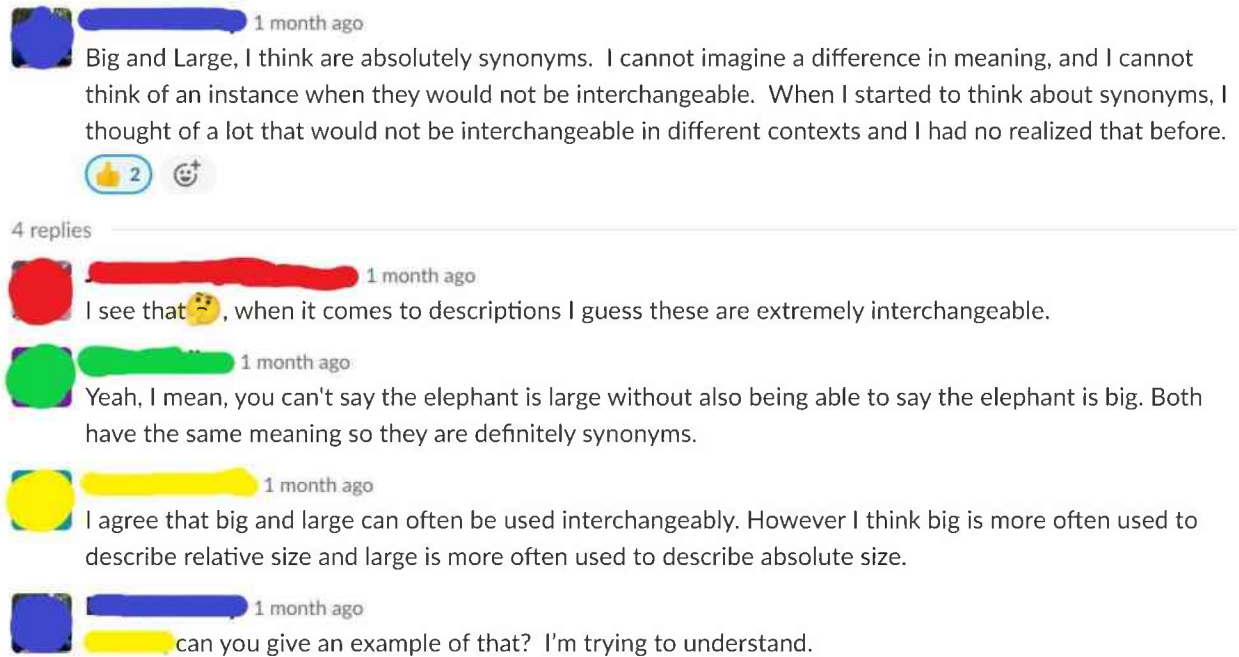 1 month ago
Big and Large, I think are absolutely synonyms.  I cannot imagine a difference in meaning, and I cannot
think of an instance when they would not be interchangeable.  When I started to think about synonyms, I
thought of a lot that would not be interchangeable in different contexts and I had no realized that before.
👍 2
4 replies
1 month ago
I see that🤔, when it comes to descriptions I guess these are extremely interchangeable.
1 month ago
Yeah, I mean, you can't say the elephant is large without also being able to say the elephant is big. Both
have the same meaning so they are definitely synonyms.
1 month ago
I agree that big and large can often be used interchangeably. However I think big is more often used to
describe relative size and large is more often used to describe absolute size.
1 month ago
can you give an example of that?  I'm trying to understand.